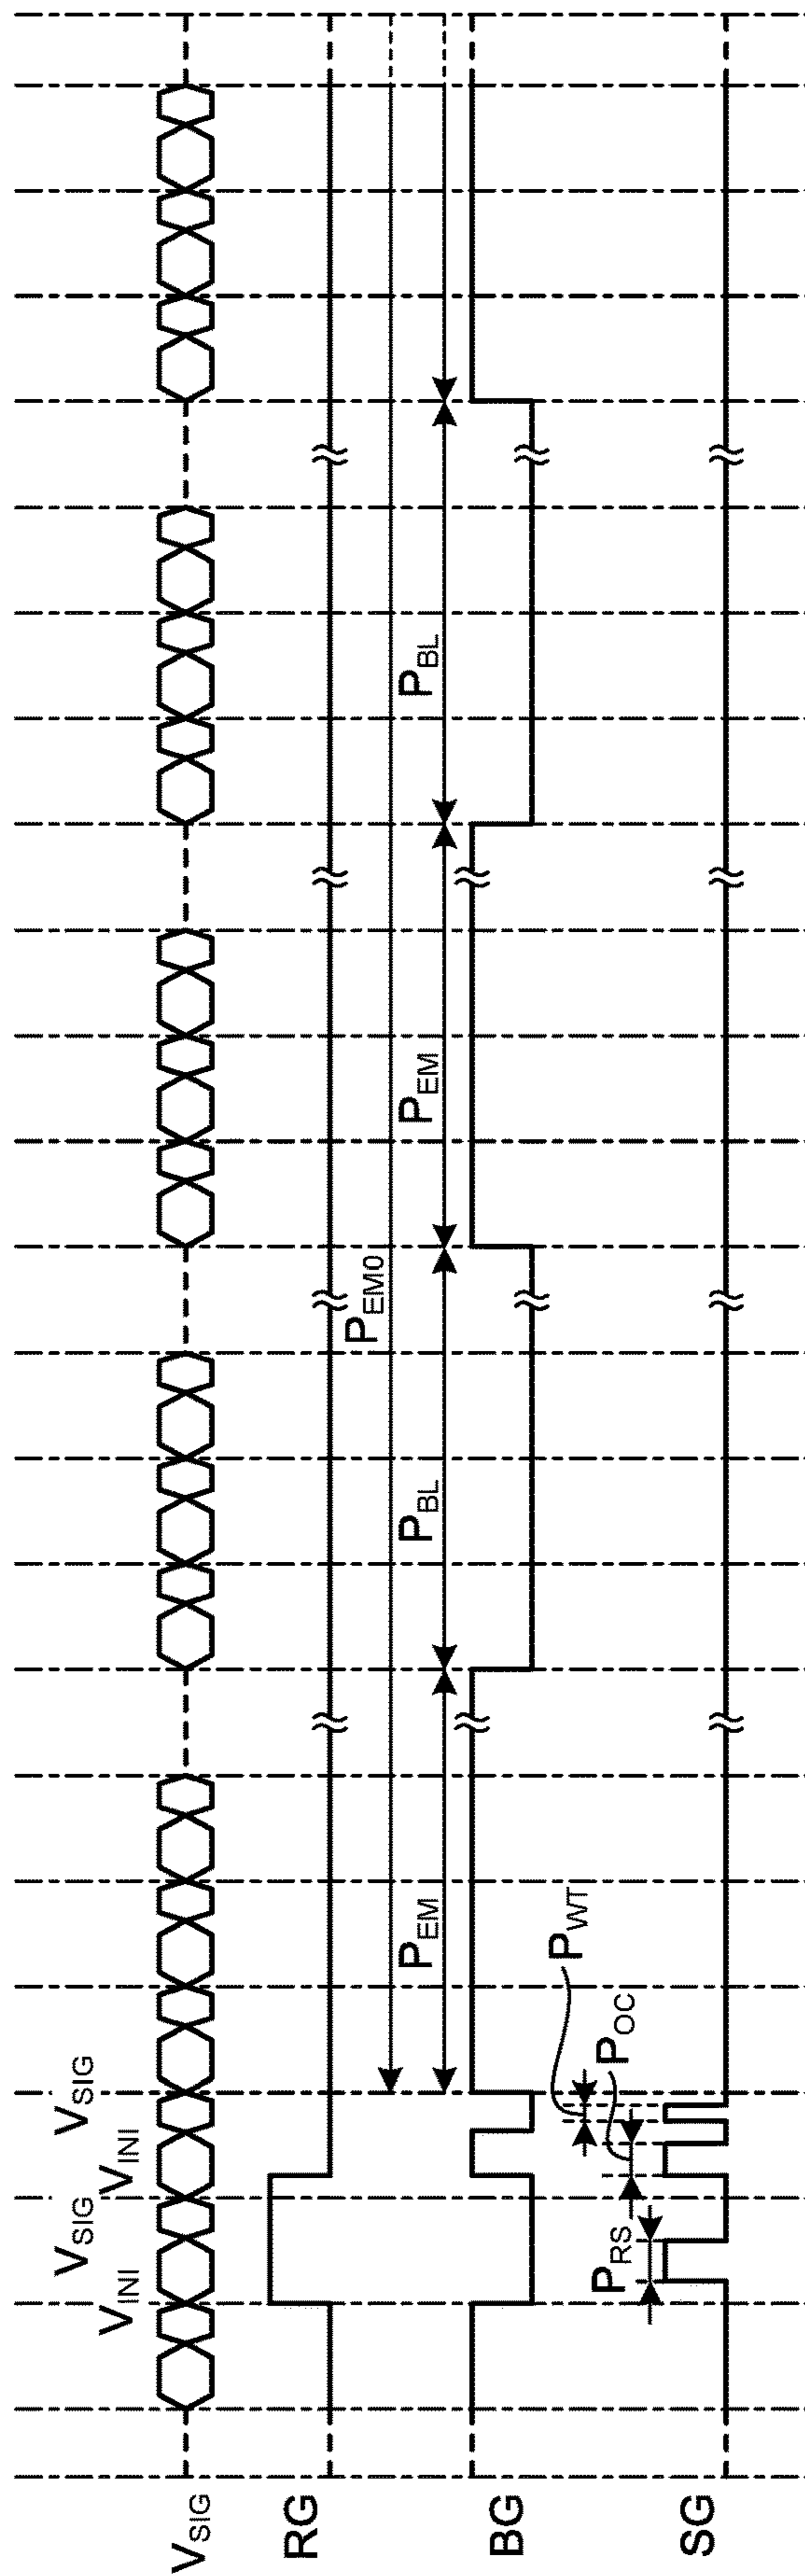 V_SIG
V_INI
V_SIG
V_INI
V_SIG
RG
P_EM0
P_EM
P_BL
P_EM
P_BL
BG
P_RS
P_OC
P_WT
SG